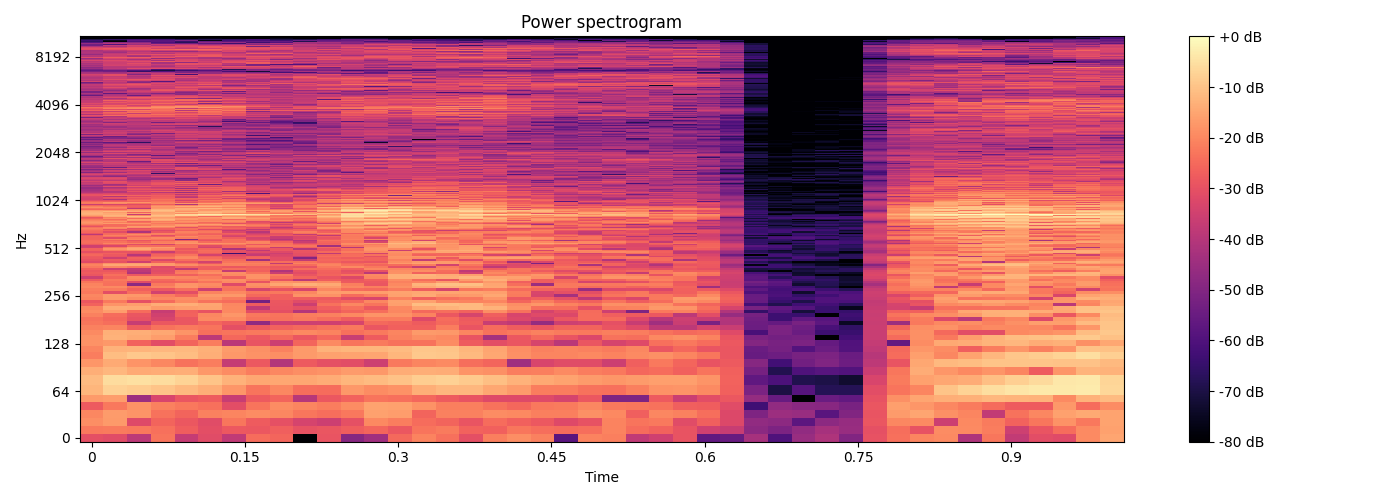 Power spectrogram
Hz
8192
4096
2048
1024
512
256
128
64
0
0 0.15 0.3 0.45 0.6 0.75 0.9
Time
+0 dB
-10 dB
-20 dB
-30 dB
-40 dB
-50 dB
-60 dB
-70 dB
-80 dB